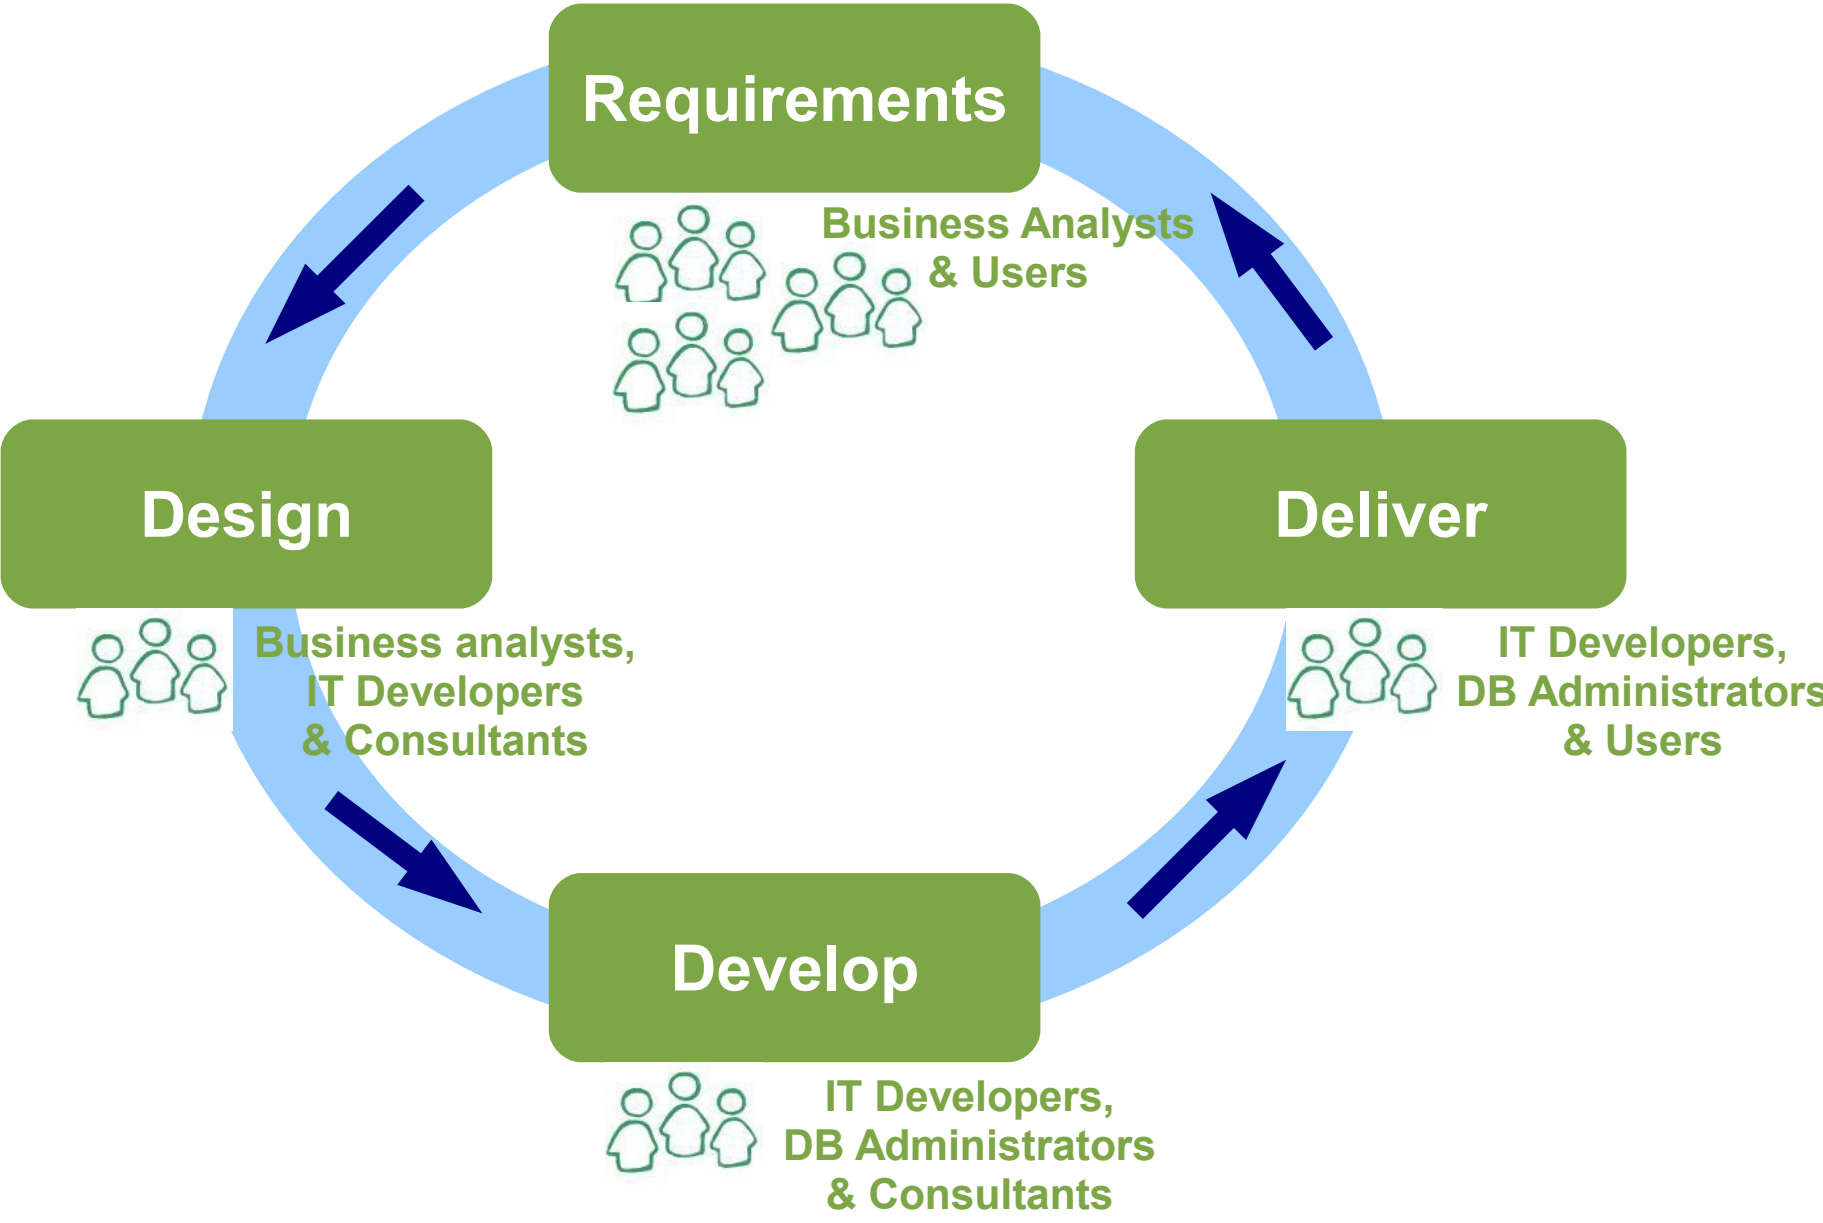 Requirements
Business Analysts
& Users
Design
Deliver
Business analysts,
IT Developers
& Consultants
IT Developers,
DB Administrators
& Users
Develop
IT Developers,
DB Administrators
& Consultants